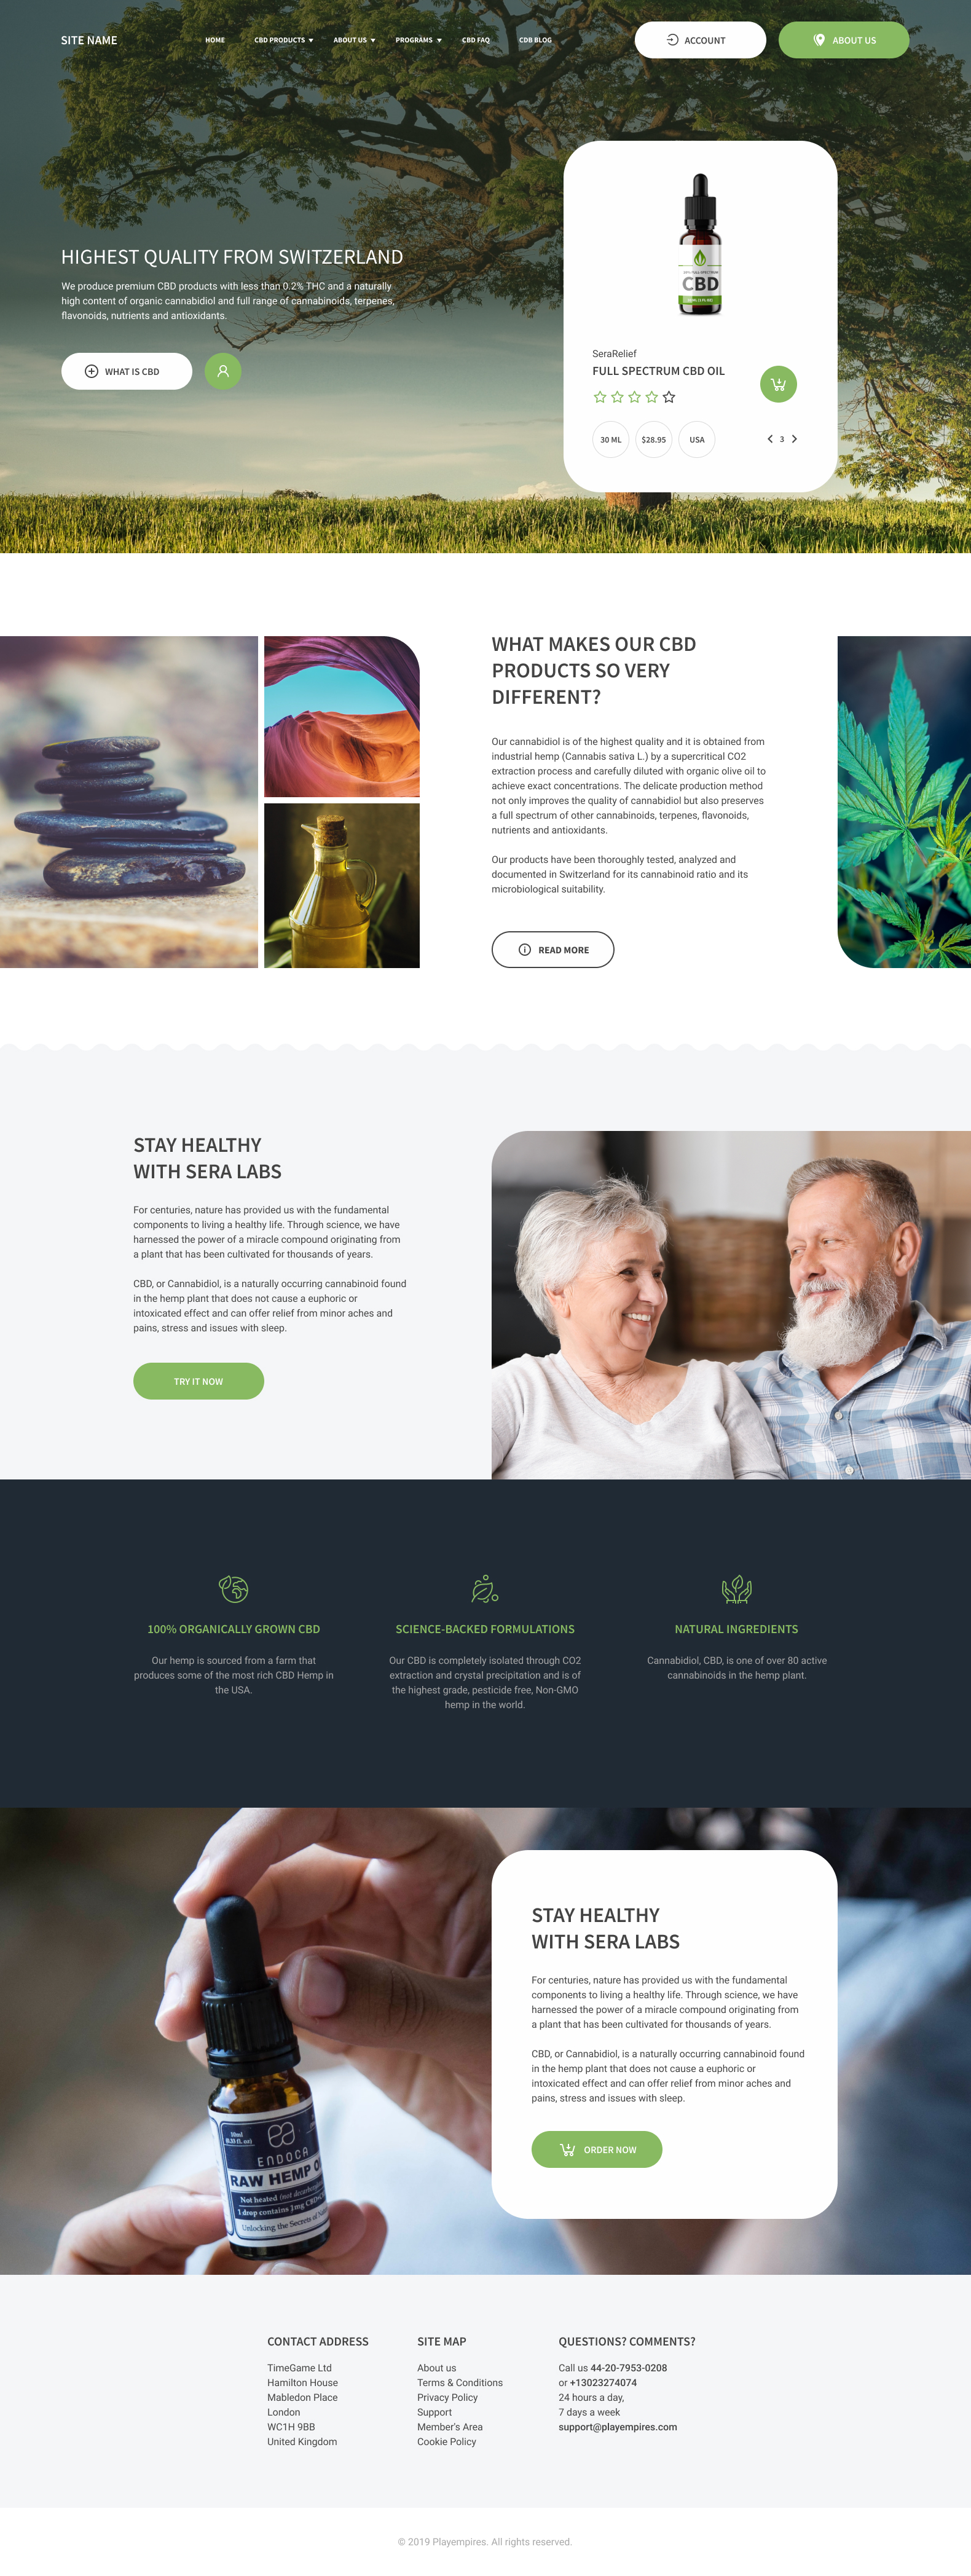 SITE NAME
HOME
CBD PRODUCTS
ABOUT US
PROGRAMS
CBD FAQ
CDB BLOG
ACCOUNT
ABOUT US
HIGHEST QUALITY FROM SWITZERLAND
We produce premium CBD products with less than 0.2% THC and a naturally
high content of organic cannabidiol and full range of cannabinoids, terpenes,
flavonoids, nutrients and antioxidants.
WHAT IS CBD
CBD
SeraRelief
FULL SPECTRUM CBD OIL
30 ML
$28.95
USA
3
WHAT MAKES OUR CBD
PRODUCTS SO VERY
DIFFERENT?
Our cannabidiol is of the highest quality and it is obtained from
industrial hemp (Cannabis sativa L.) by a supercritical CO2
extraction process and carefully diluted with organic olive oil to
achieve exact concentrations. The delicate production method
not only improves the quality of cannabidiol but also preserves
a full spectrum of other cannabinoids, terpenes, flavonoids,
nutrients and antioxidants.
Our products have been thoroughly tested, analyzed and
documented in Switzerland for its cannabinoid ratio and its
microbiological suitability.
READ MORE
STAY HEALTHY
WITH SERA LABS
For centuries, nature has provided us with the fundamental
components to living a healthy life. Through science, we have
harnessed the power of a miracle compound originating from
a plant that has been cultivated for thousands of years.
CBD, or Cannabidiol, is a naturally occurring cannabinoid found
in the hemp plant that does not cause a euphoric or
intoxicated effect and can offer relief from minor aches and
pains, stress and issues with sleep.
TRY IT NOW
100% ORGANICALLY GROWN CBD
Our hemp is sourced from a farm that
produces some of the most rich CBD Hemp in
the USA.
SCIENCE-BACKED FORMULATIONS
Our CBD is completely isolated through CO2
extraction and crystal precipitation and is of
the highest grade, pesticide free, Non-GMO
hemp in the world.
NATURAL INGREDIENTS
Cannabidiol, CBD, is one of over 80 active
cannabinoids in the hemp plant.
10ml
(0.33 fl. oz)
ENDOCA
RAW HEMP O
Not heated (not decarboxy
1 drop contains 3 mg CBD
Unlocking the Secrets of
STAY HEALTHY
WITH SERA LABS
For centuries, nature has provided us with the fundamental
components to living a healthy life. Through science, we have
harnessed the power of a miracle compound originating from
a plant that has been cultivated for thousands of years.
CBD, or Cannabidiol, is a naturally occurring cannabinoid found
in the hemp plant that does not cause a euphoric or
intoxicated effect and can offer relief from minor aches and
pains, stress and issues with sleep.
ORDER NOW
CONTACT ADDRESS
TimeGame Ltd
Hamilton House
Mabledon Place
London
WC1H 9BB
United Kingdom
SITE MAP
About us
Terms & Conditions
Privacy Policy
Support
Member's Area
Cookie Policy
QUESTIONS? COMMENTS?
Call us 44-20-7953-0208
or +13023274074
24 hours a day,
7 days a week
support@playempires.com
© 2019 Playempires. All rights reserved.